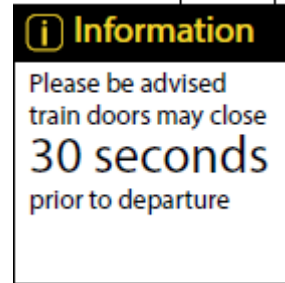 i Information
Please be advised
train doors may close
30 seconds
prior to departure